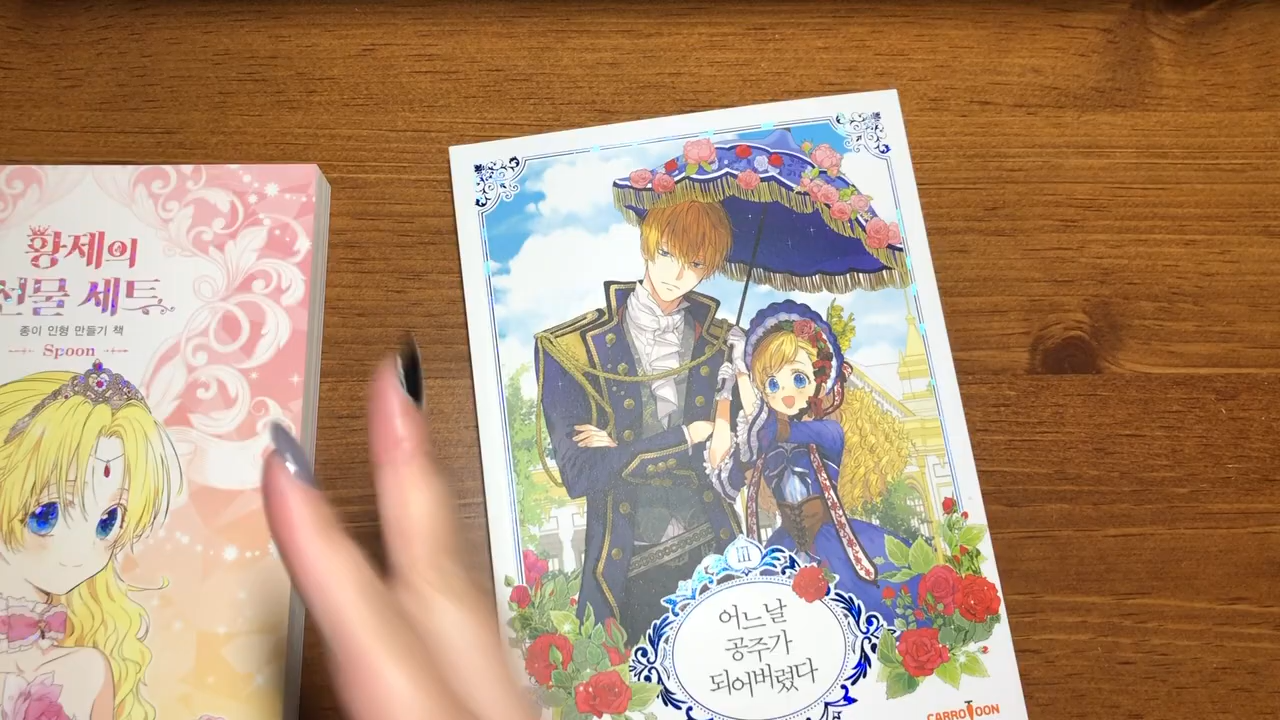 황제의
선물 세트
종이 인형 만들기 책
Spoon
III
어느 날
공주가
되어버렸다
CARROTOON